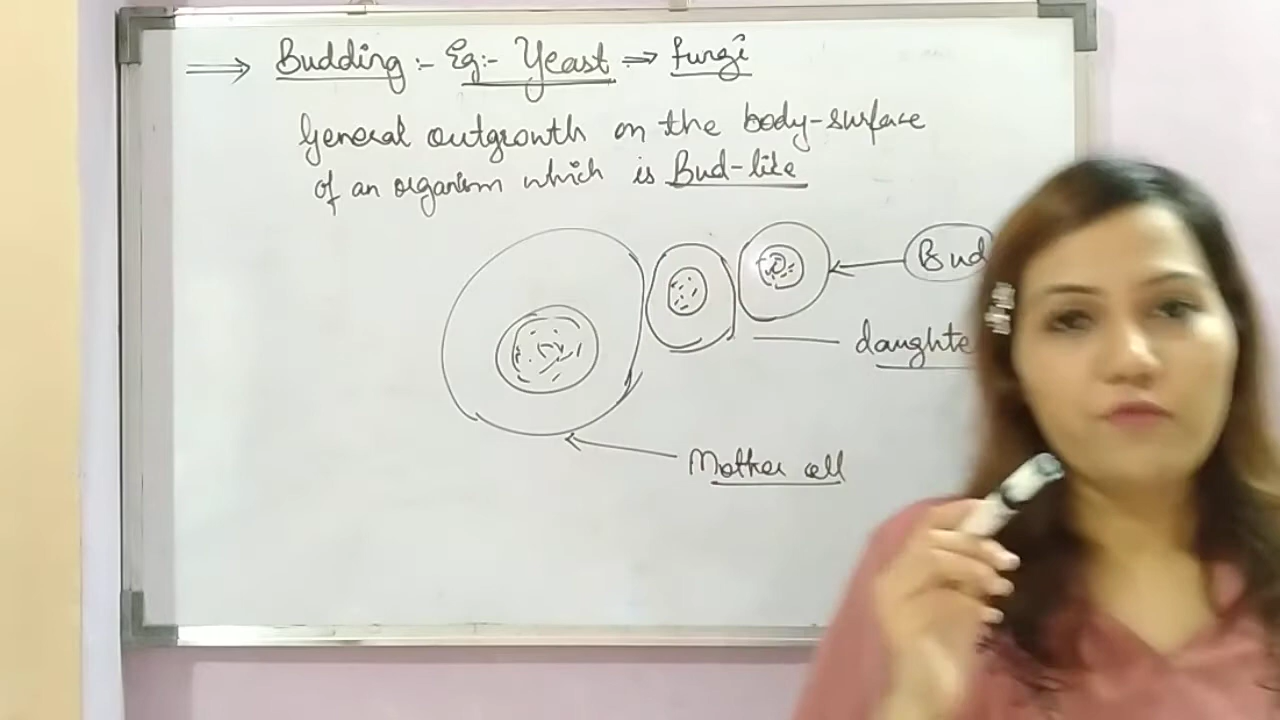 ⇒ Budding :- Eg:- Yeast ⇒ fungi
General outgrowth on the body-surface
of an organism which is Bud-like
Bud
daughte
Mother cell